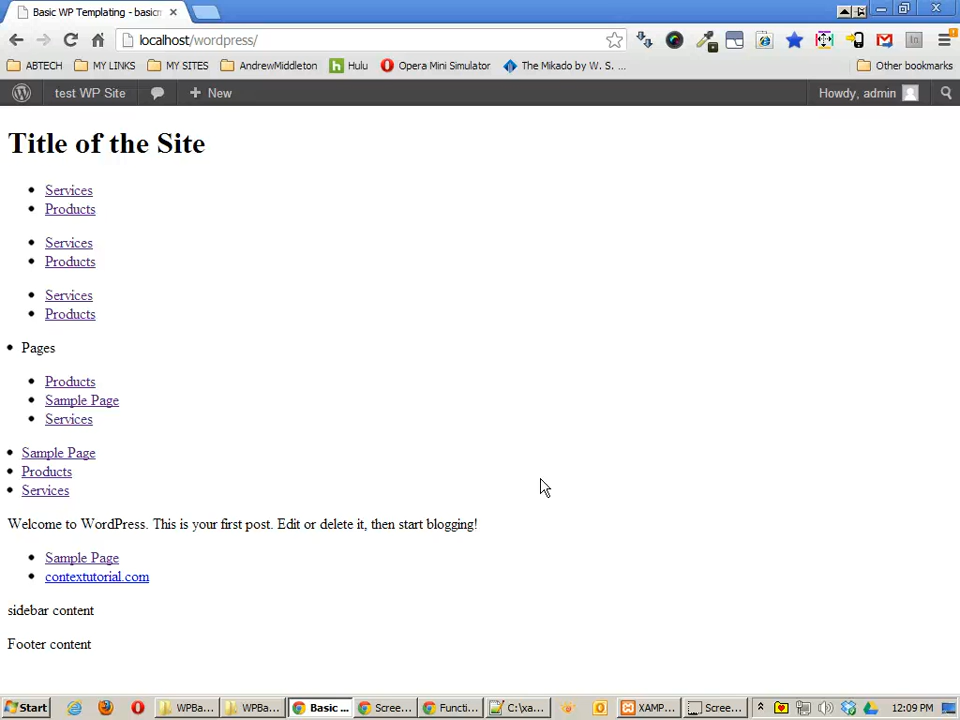 Basic WP Templating - basicm
localhost/wordpress/
ABTECH MY LINKS MY SITES AndrewMiddleton Hulu Opera Mini Simulator The Mikado by W. S. ... Other bookmarks
test WP Site + New Howdy, admin
Title of the Site
• Services
• Products
• Services
• Products
• Services
• Products
• Pages
• Products
• Sample Page
• Services
• Sample Page
• Products
• Services
Welcome to WordPress. This is your first post. Edit or delete it, then start blogging!
• Sample Page
• contextutorial.com
sidebar content
Footer content
Start WPBa... WPBa... Basic ... Scree... Functi... C:\xa... XAMP... Scree... 12:09 PM